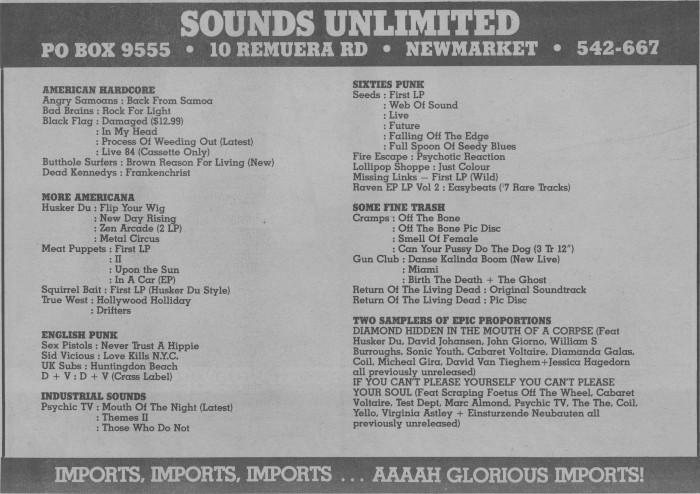 SOUNDS UNLIMITED
PO BOX 9555 • 10 REMUERA RD • NEWMARKET • 542-667
AMERICAN HARDCORE
Angry Samoans : Back From Samoa
Bad Brains : Rock For Light
Black Flag : Damaged ($12.99)
: In My Head
: Process Of Weeding Out (Latest)
: Live 84 (Cassette Only)
Butthole Surfers : Brown Reason For Living (New)
Dead Kennedys : Frankenchrist
MORE AMERICANA
Husker Du : Flip Your Wig
: New Day Rising
: Zen Arcade (2 LP)
: Metal Circus
Meat Puppets : First LP
: II
: Upon the Sun
: In A Car (EP)
Squirrel Bait : First LP (Husker Du Style)
True West : Hollywood Holliday
: Drifters
ENGLISH PUNK
Sex Pistols : Never Trust A Hippie
Sid Vicious : Love Kills N.Y.C.
UK Subs : Huntingdon Beach
D + V : D + V (Crass Label)
INDUSTRIAL SOUNDS
Psychic TV : Mouth Of The Night (Latest)
: Themes II
: Those Who Do Not
SIXTIES PUNK
Seeds : First LP
: Web Of Sound
: Live
: Future
: Falling Off The Edge
: Full Spoon Of Seedy Blues
Fire Escape : Psychotic Reaction
Lollipop Shoppe : Just Colour
Missing Links — First LP (Wild)
Raven EP LP Vol 2 : Easybeats ('7 Rare Tracks)
SOME FINE TRASH
Cramps : Off The Bone
: Off The Bone Pic Disc
: Smell Of Female
: Can Your Pussy Do The Dog (3 Tr 12")
Gun Club : Danse Kalinda Boom (New Live)
: Miami
: Birth The Death + The Ghost
Return Of The Living Dead : Original Soundtrack
Return Of The Living Dead : Pic Disc
TWO SAMPLERS OF EPIC PROPORTIONS
DIAMOND HIDDEN IN THE MOUTH OF A CORPSE (Feat
Husker Du, David Johansen, John Giorno, William S
Burroughs, Sonic Youth, Cabaret Voltaire, Diamanda Galas,
Coil, Micheal Gira, David Van Tieghem+Jessica Hagedorn
all previously unreleased)
IF YOU CAN'T PLEASE YOURSELF YOU CAN'T PLEASE
YOUR SOUL (Feat Scraping Foetus Off The Wheel, Cabaret
Voltaire, Test Dept, Marc Almond, Psychic TV, The The, Coil,
Yello, Virginia Astley + Einsturzende Neubauten all
previously unreleased)
IMPORTS, IMPORTS, IMPORTS ... AAAAH GLORIOUS IMPORTS!